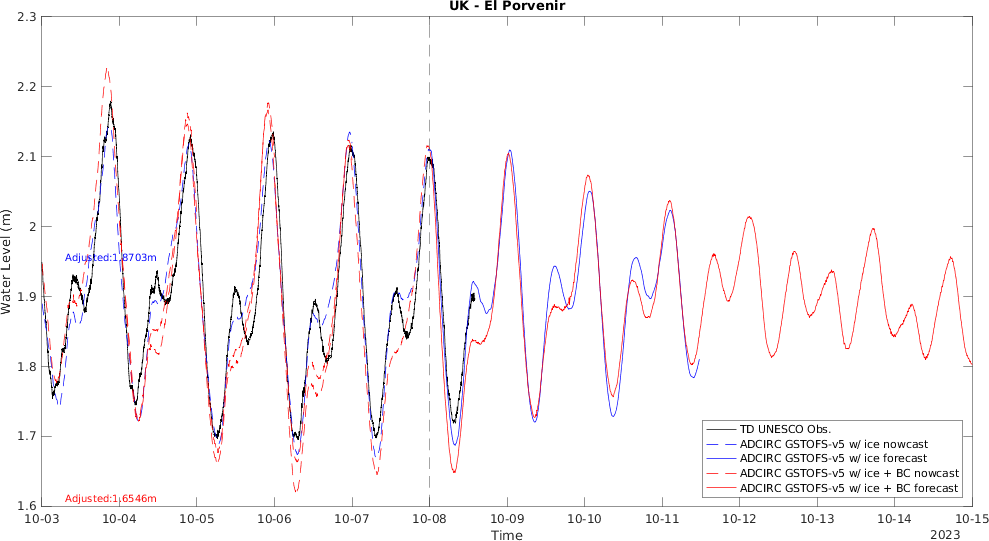 UK - El Porvenir
Water Level (m)
2.3
2.2
2.1
2
1.9
1.8
1.7
1.6
Adjusted:1.8703m
Adjusted:1.6546m
TD UNESCO Obs.
ADCIRC GSTOFS-v5 w/ ice nowcast
ADCIRC GSTOFS-v5 w/ ice forecast
ADCIRC GSTOFS-v5 w/ ice + BC nowcast
ADCIRC GSTOFS-v5 w/ ice + BC forecast
10-03 10-04 10-05 10-06 10-07 10-08 10-09 10-10 10-11 10-12 10-13 10-14 10-15
Time
2023